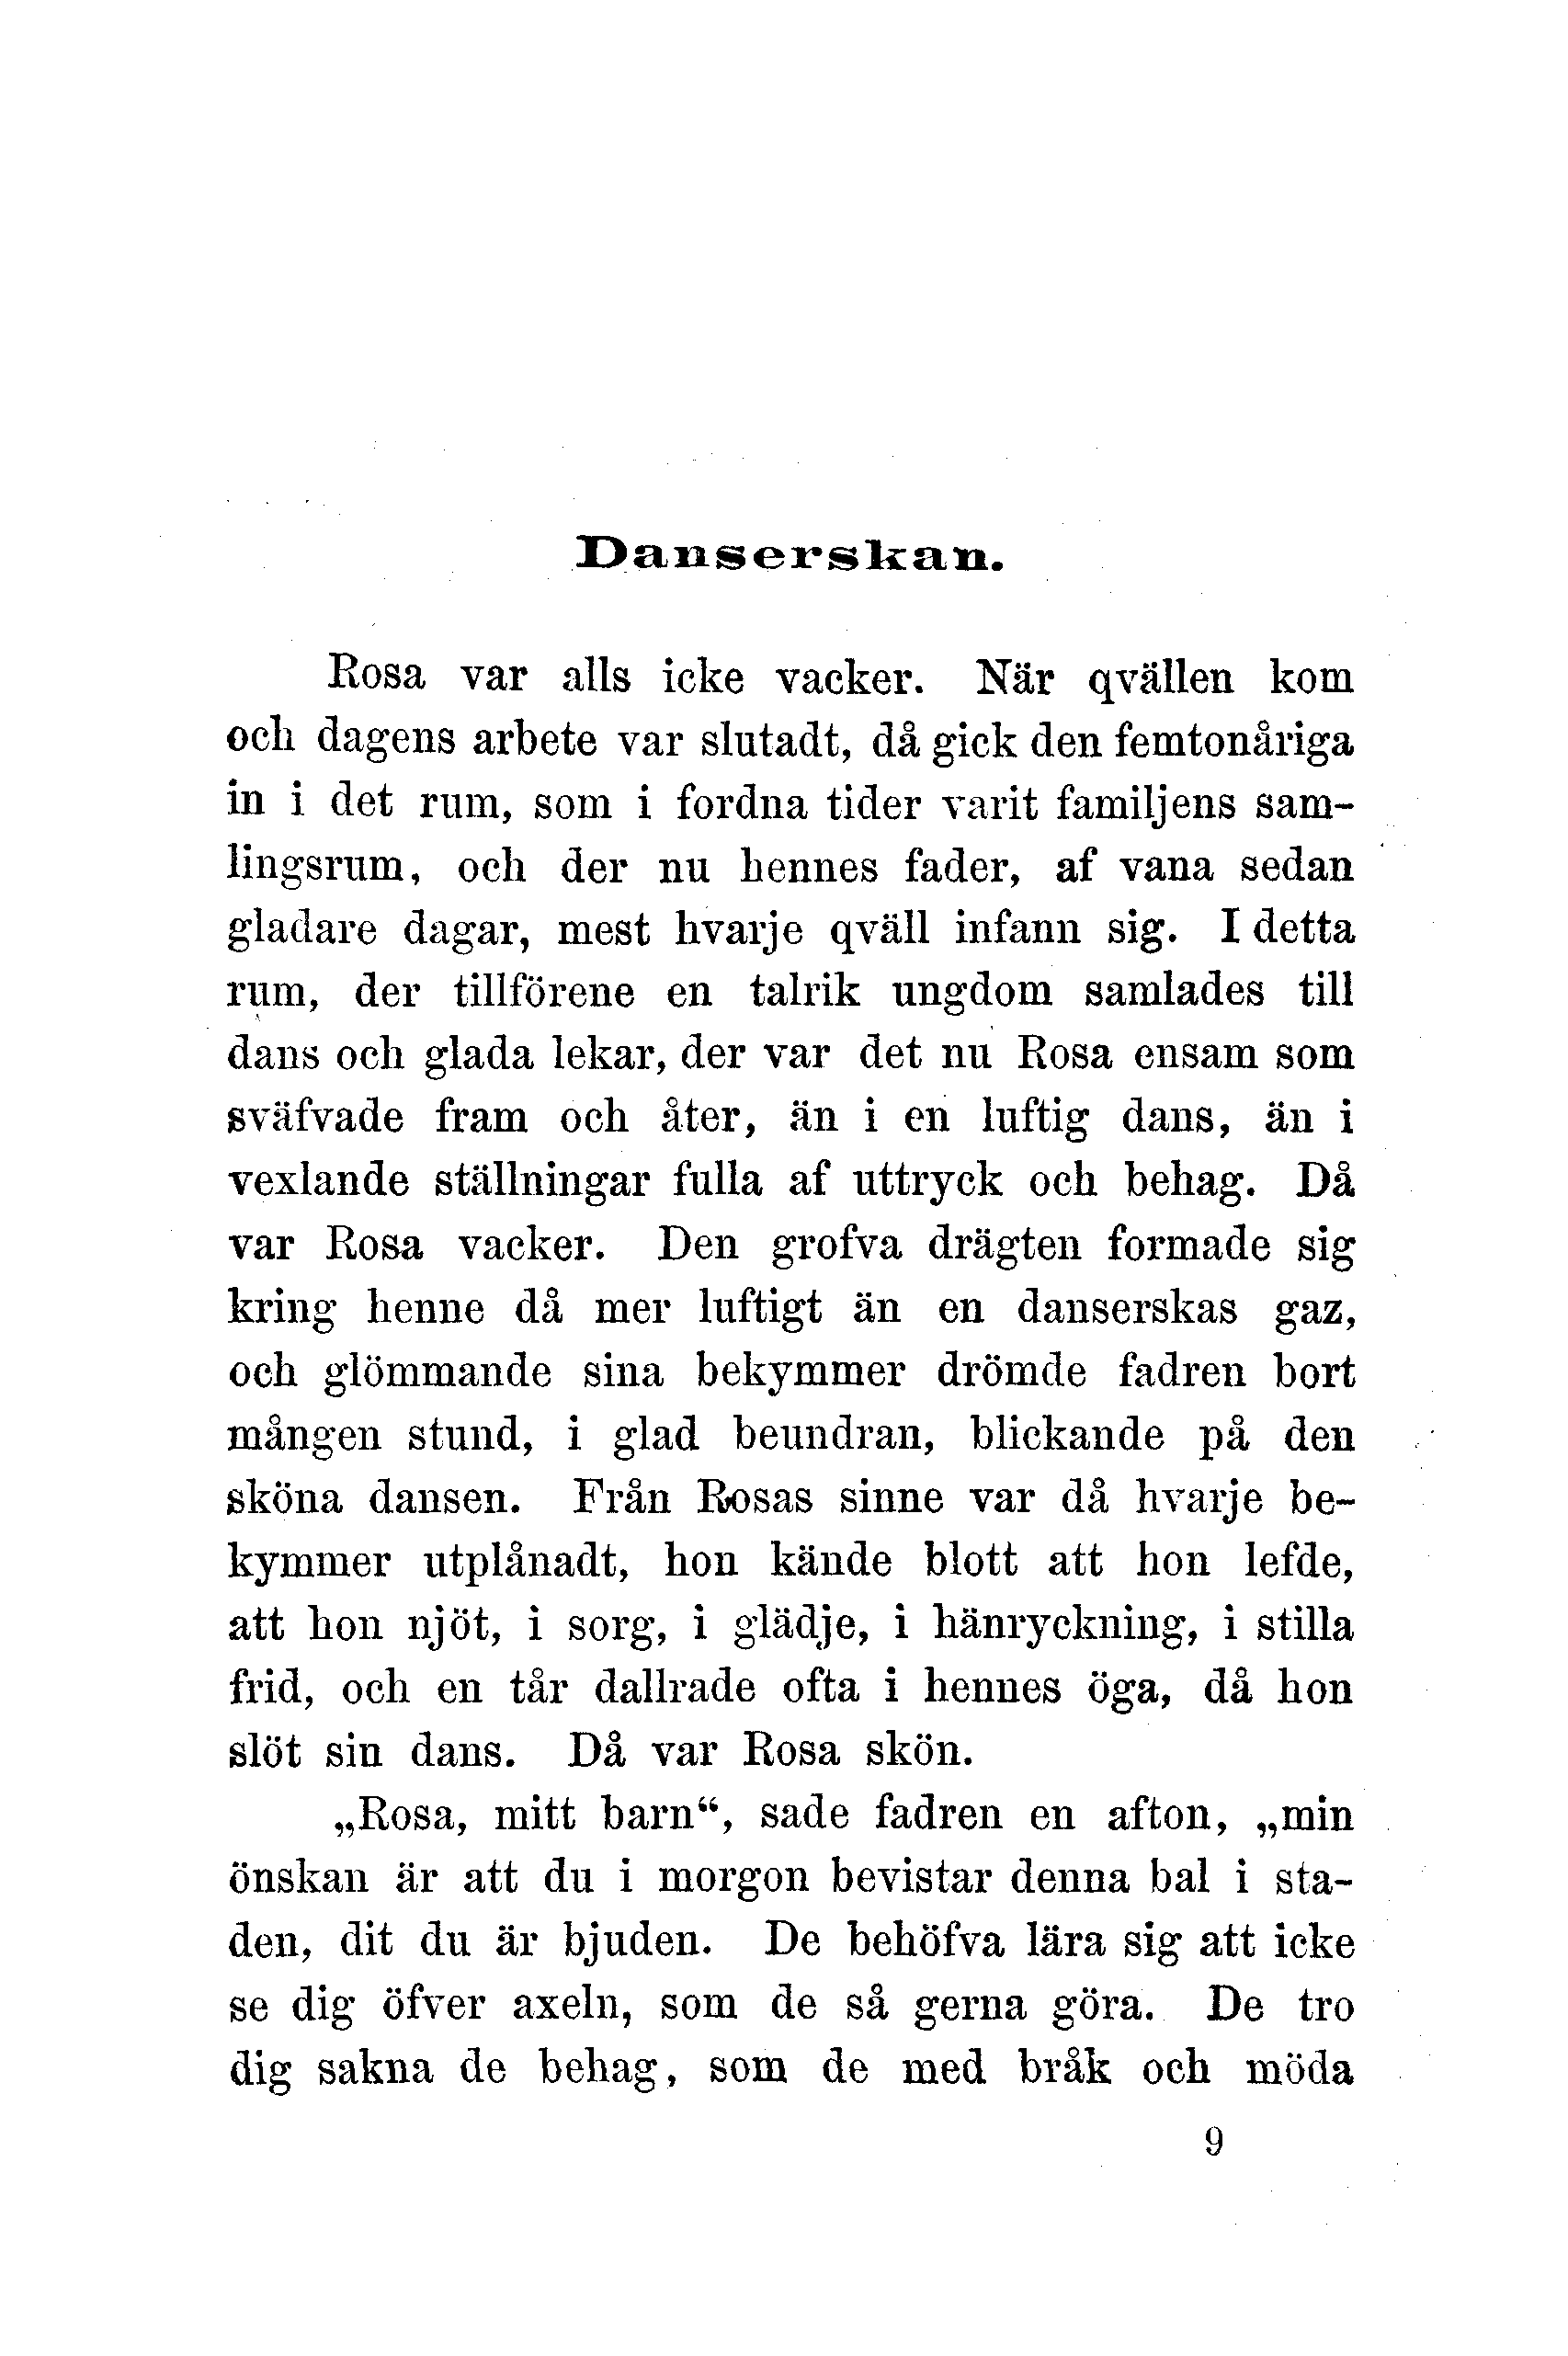 Danserskan.
Rosa var alls icke vacker. När qvällen kom
och dagens arbete var slutadt, då gick den femtonåriga
in i det rum, som i fordna tider varit familjens sam-
lingsrum, och der nu hennes fader, af vana sedan
gladare dagar, mest hvarje qväll infann sig. I detta
rum, der tillförene en talrik ungdom samlades till
dans och glada lekar, der var det nu Rosa ensam som
sväfvade fram och åter, än i en luftig dans, än i
vexlande ställningar fulla af uttryck och behag. Då
var Rosa vacker. Den grofva drägten formade sig
kring henne då mer luftigt än en danserskas gaz,
och glömmande sina bekymmer drömde fadren bort
mången stund, i glad beundran, blickande på den
sköna dansen. Från Rosas sinne var då hvarje be-
kymmer utplånadt, hon kände blott att hon lefde,
att hon njöt, i sorg, i glädje, i hänryckning, i stilla
frid, och en tår dallrade ofta i hennes öga, då hon
slöt sin dans. Då var Rosa skön.
„Rosa, mitt barn“, sade fadren en afton, „min
önskan är att du i morgon bevistar denna bal i sta-
den, dit du är bjuden. De behöfva lära sig att icke
se dig öfver axeln, som de så gerna göra. De tro
dig sakna de behag, som de med bråk och möda
9